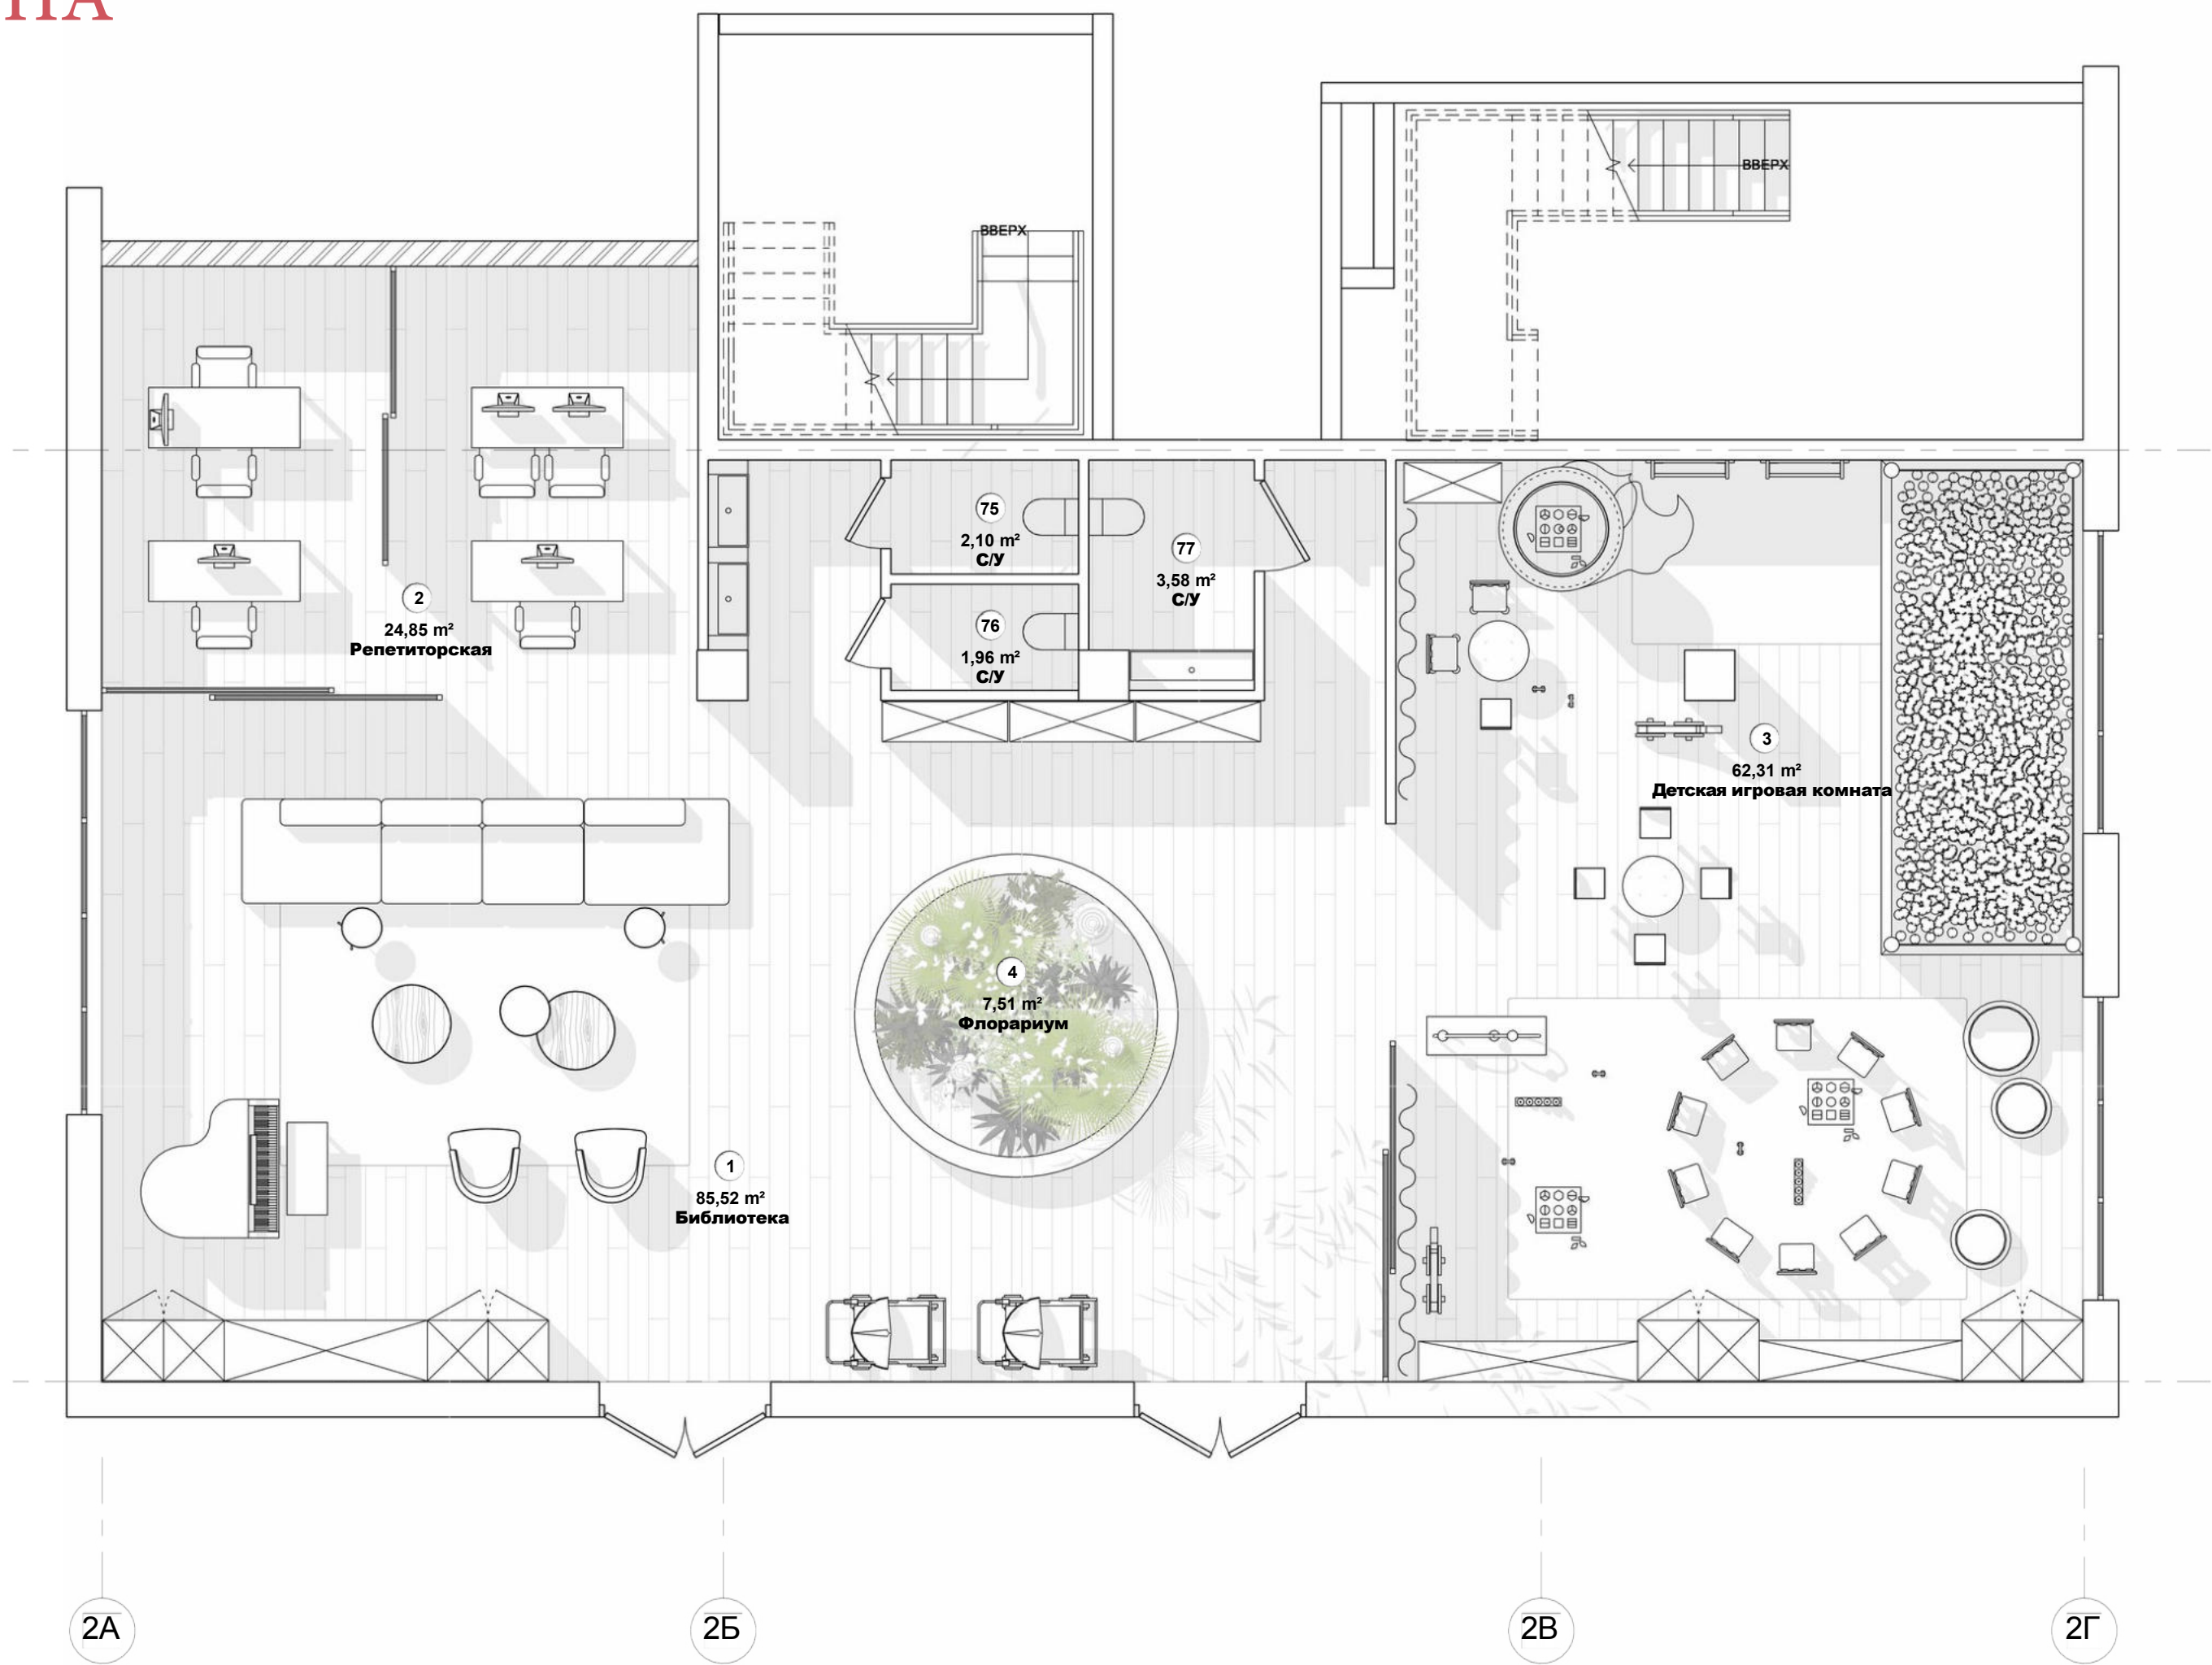 ВВЕРХ
ВВЕРХ
75
2,10 m²
С/У
77
3,58 m²
С/У
2
24,85 m²
Репетиторская
76
1,96 m²
С/У
3
62,31 m²
Детская игровая комната
4
7,51 m²
Флорариум
1
85,52 m²
Библиотека
2А
2Б
2В
2Г